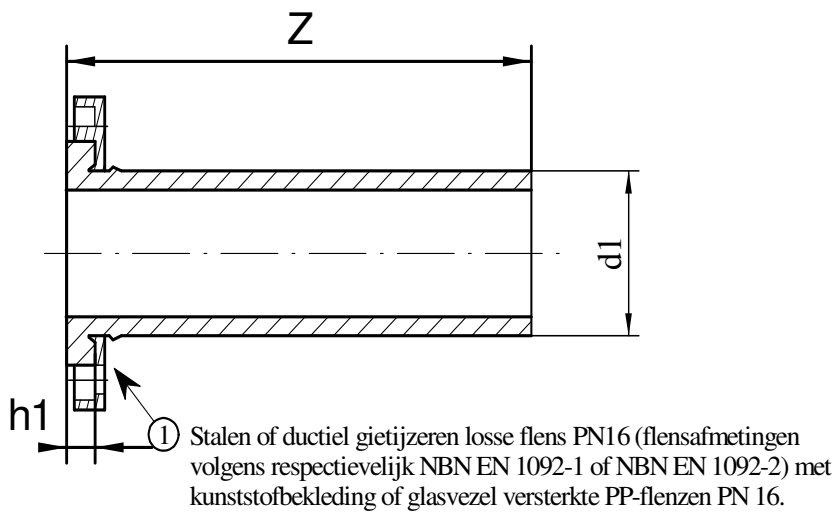 Z
d1
h1
1 Stalen of ductiel gietijzeren losse flens PN16 (flensafmetingen
volgens respectievelijk NBN EN 1092-1 of NBN EN 1092-2) met
kunststofbekleding of glasvezel versterkte PP-flenzen PN 16.